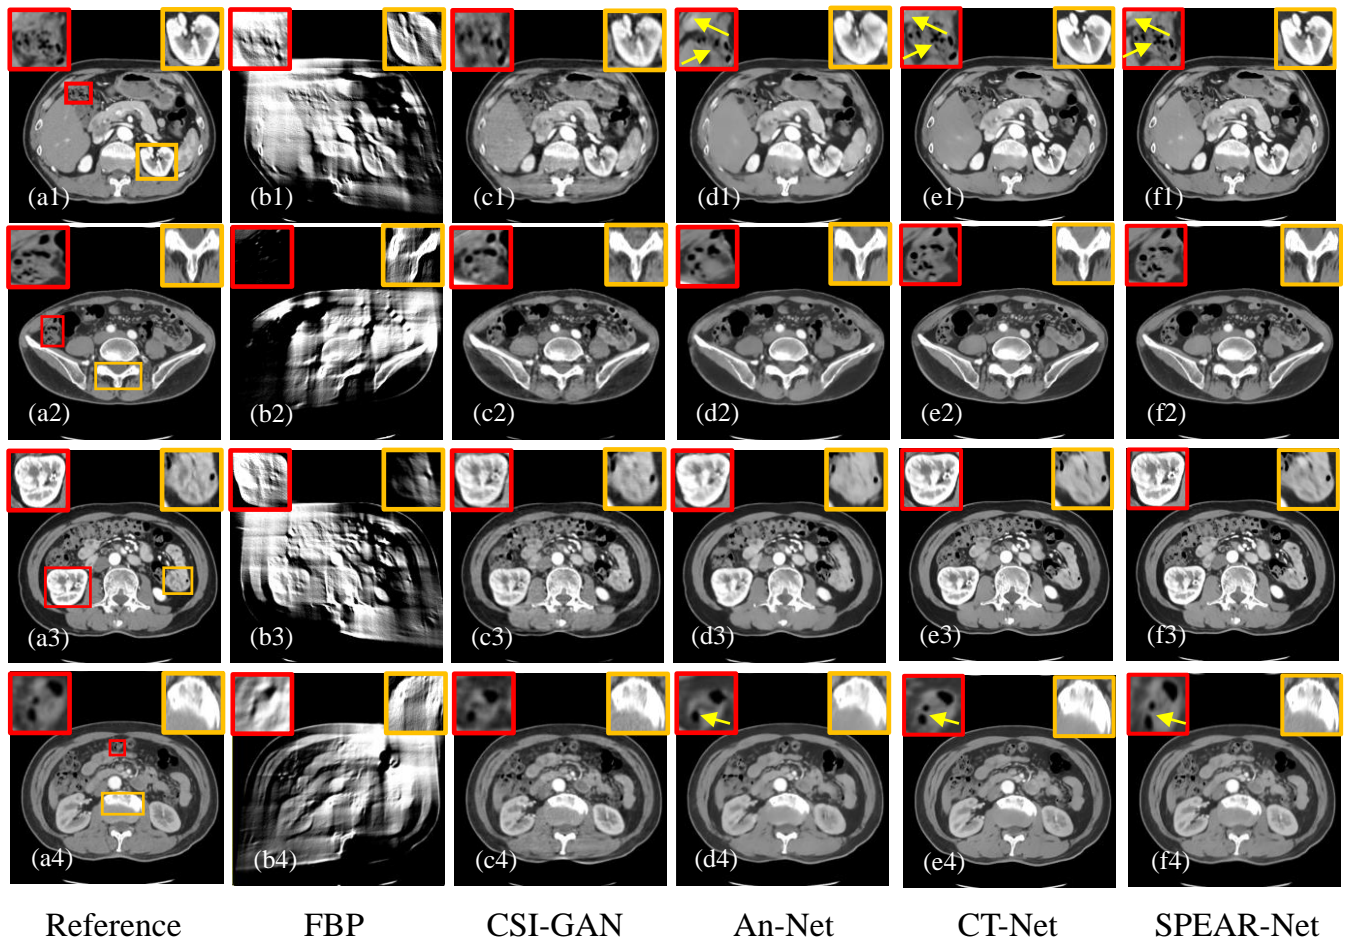 (a1) (b1) (c1) (d1) (e1) (f1)
(a2) (b2) (c2) (d2) (e2) (f2)
(a3) (b3) (c3) (d3) (e3) (f3)
(a4) (b4) (c4) (d4) (e4) (f4)
Reference FBP CSI-GAN An-Net CT-Net SPEAR-Net